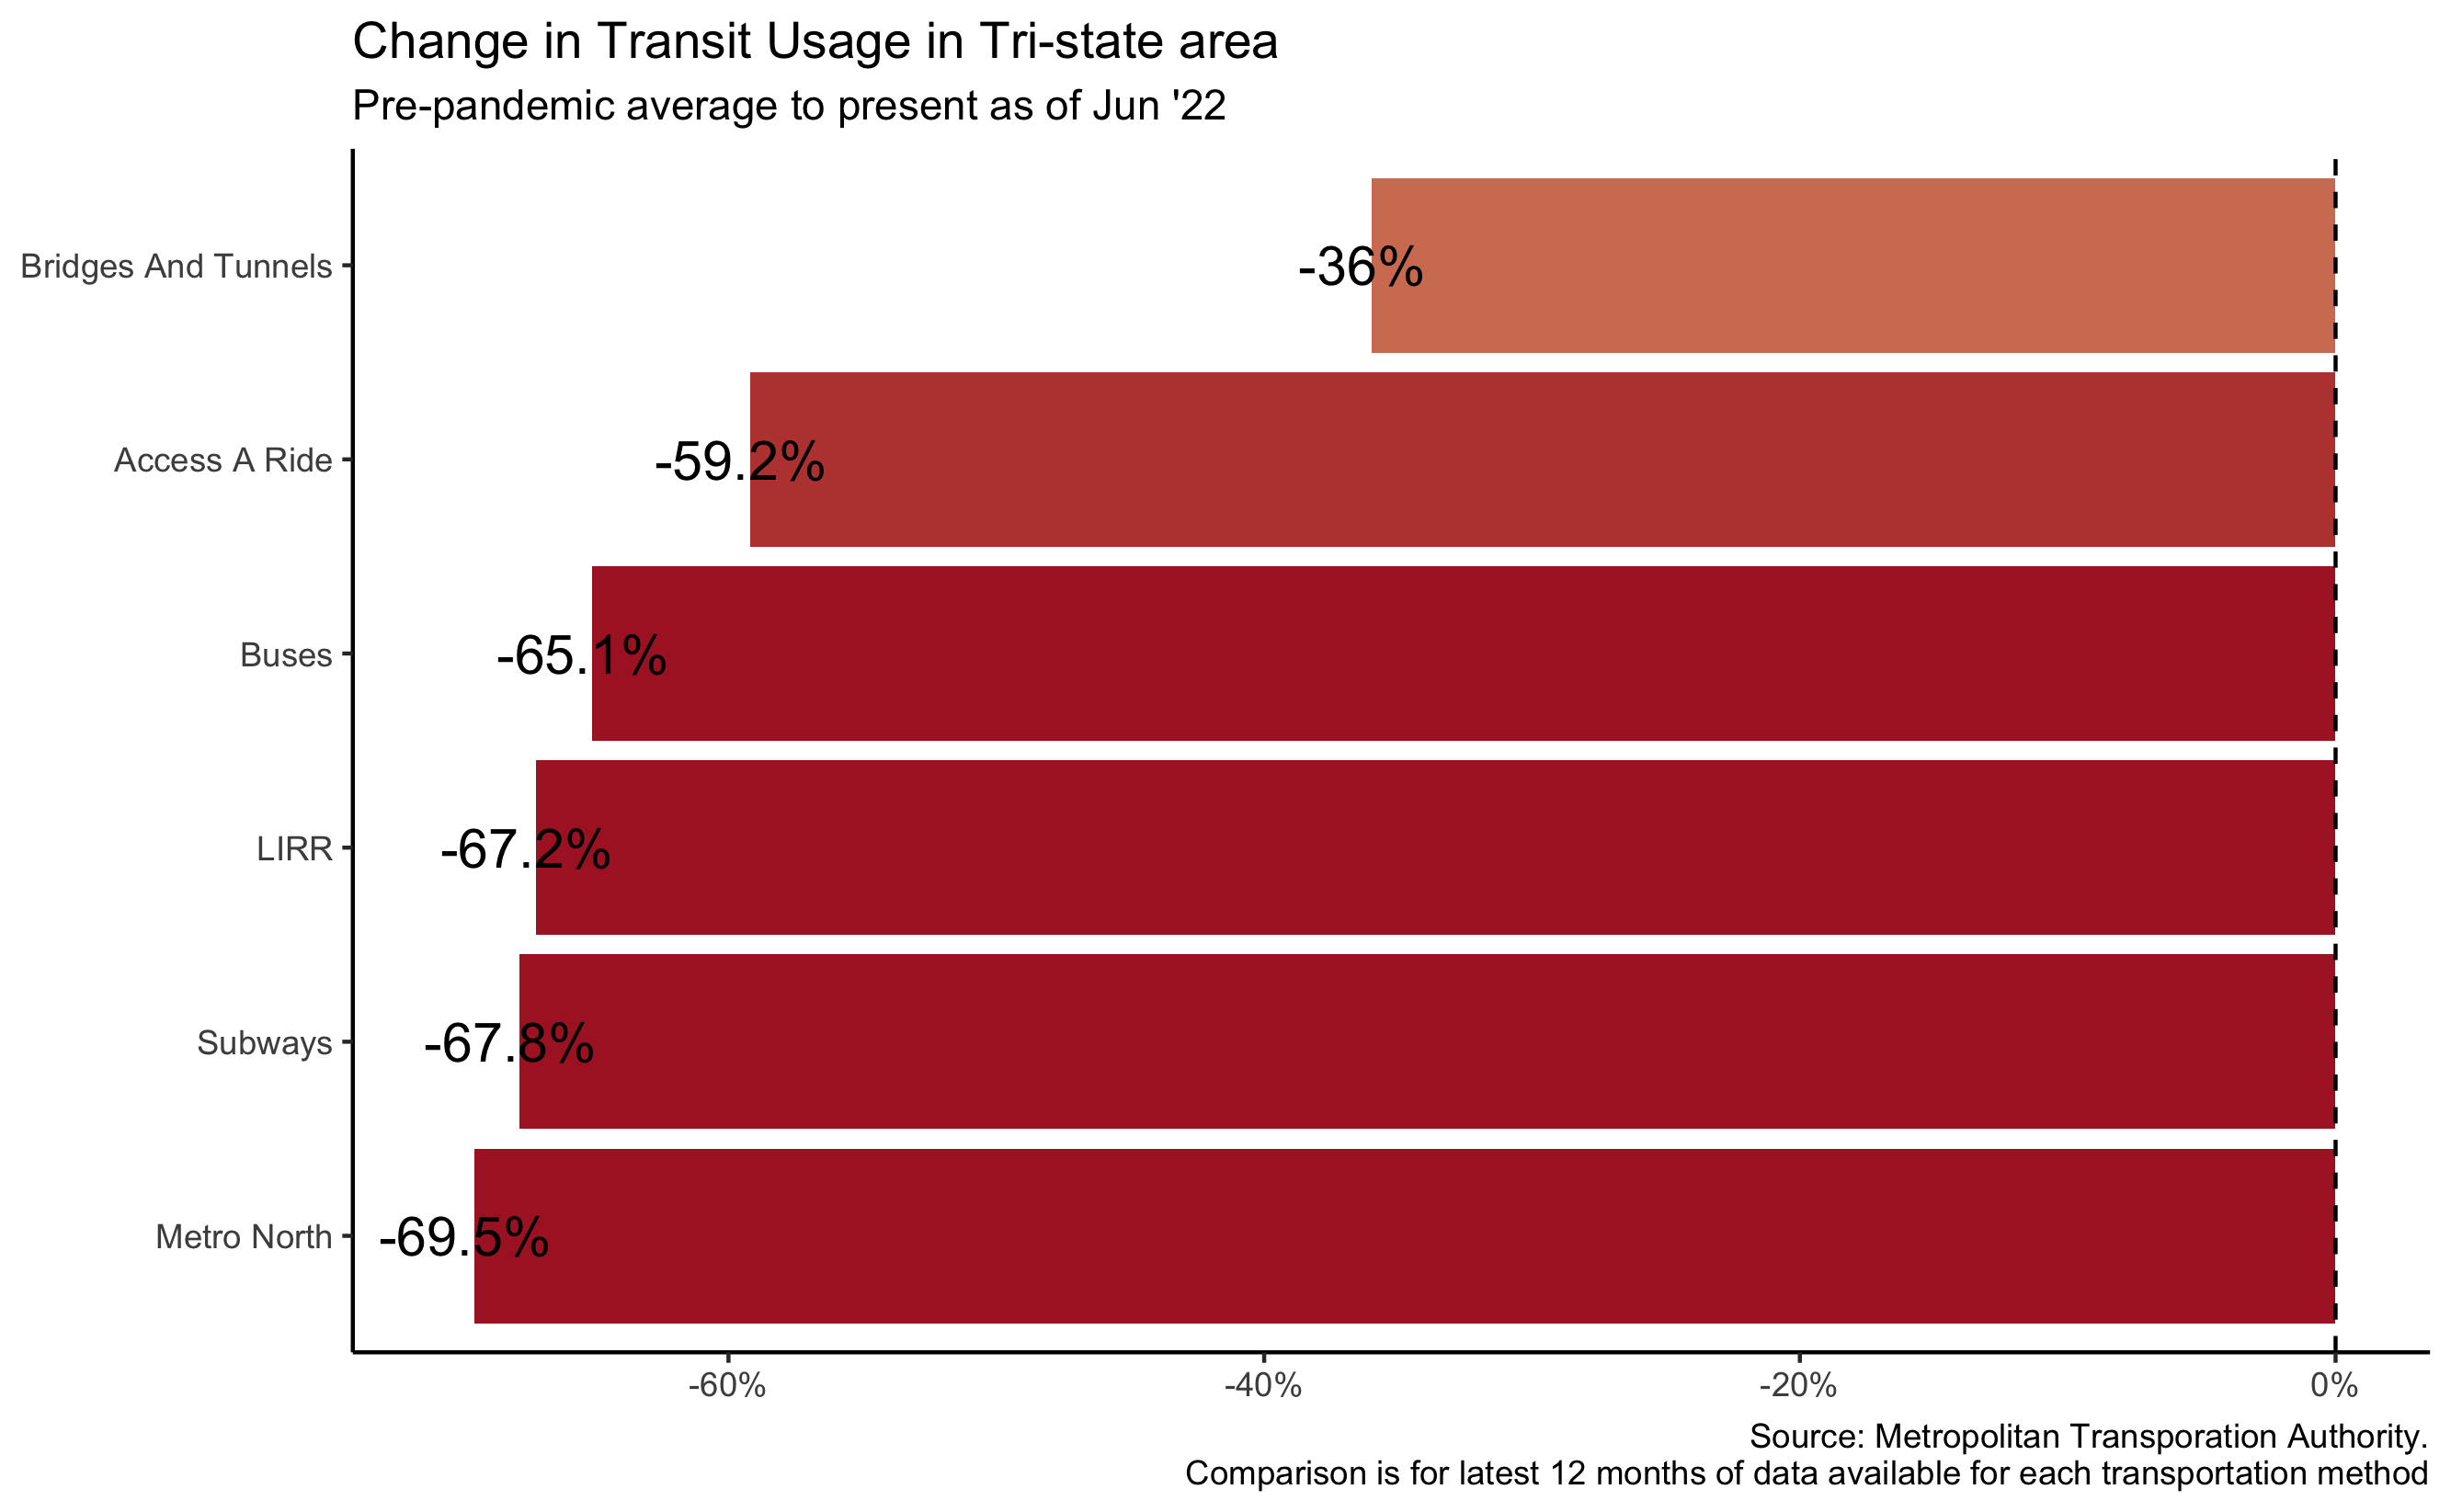 Change in Transit Usage in Tri-state area
Pre-pandemic average to present as of Jun '22
Bridges And Tunnels
-36%
Access A Ride
-59.2%
Buses
-65.1%
LIRR
-67.2%
Subways
-67.8%
Metro North
-69.5%
-60%
-40%
-20%
0%
Source: Metropolitan Transporation Authority.
Comparison is for latest 12 months of data available for each transportation method